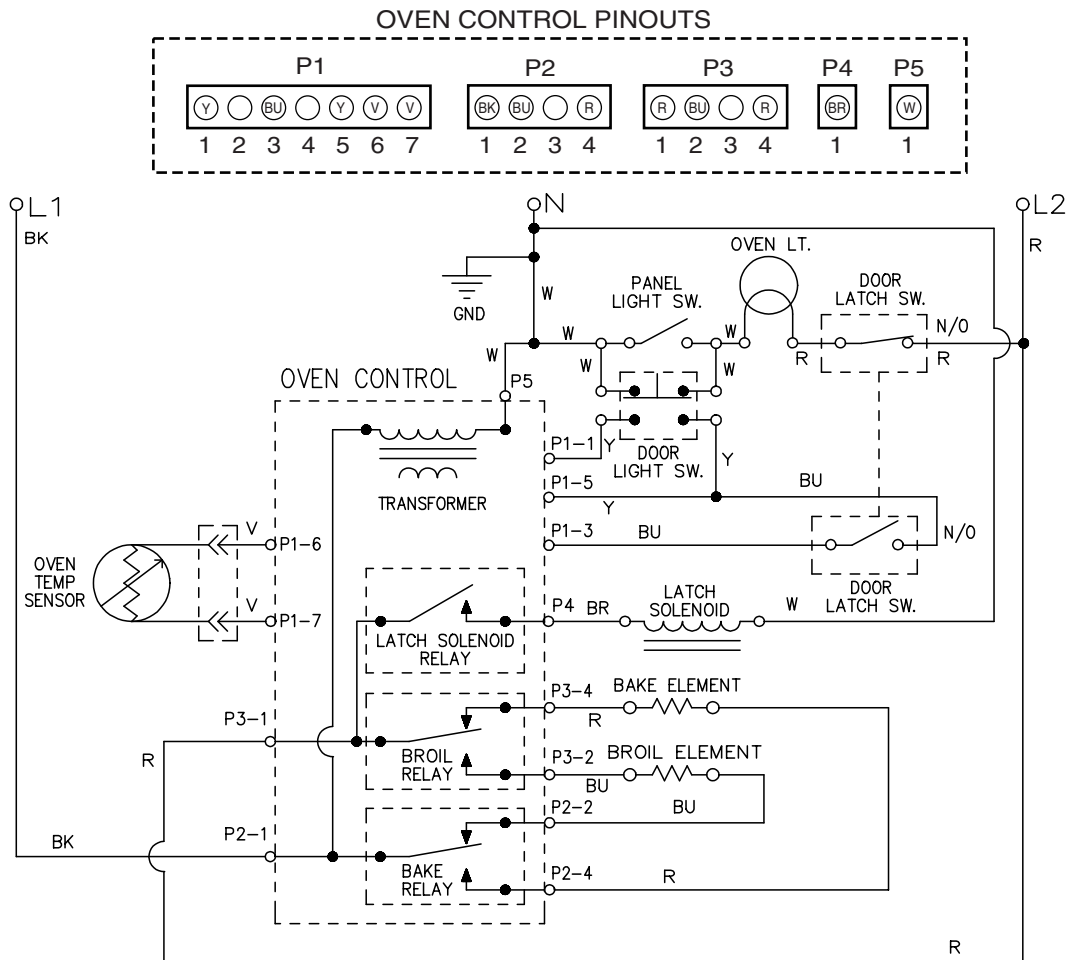 OVEN CONTROL PINOUTS
P1 P2 P3 P4 P5
Y BU Y V V BK BU R R BU R BR W
1 2 3 4 5 6 7 1 2 3 4 1 2 3 4 1 1
L1 N L2
BK R
OVEN LT.
GND
W
PANEL
LIGHT SW.
DOOR
LATCH SW.
N/O
W W R R
W W W
OVEN CONTROL P5
P1-1 Y
DOOR
LIGHT SW.
Y
TRANSFORMER
P1-5 Y BU
P1-3 BU N/O
DOOR
LATCH SW.
OVEN
TEMP
SENSOR
V P1-6
V P1-7
LATCH SOLENOID
RELAY
P4 BR
LATCH
SOLENOID
W
P3-1 R
BROIL
RELAY
P3-4 BAKE ELEMENT
R
P3-2 BROIL ELEMENT
BU BU
P2-2
P2-1 BK
BAKE
RELAY
P2-4 R
R